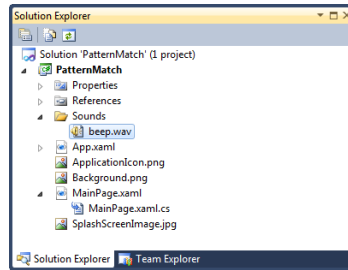 Solution Explorer
Solution 'PatternMatch' (1 project)
PatternMatch
Properties
References
Sounds
beep.wav
App.xaml
ApplicationIcon.png
Background.png
MainPage.xaml
MainPage.xaml.cs
SplashScreenImage.jpg
Solution Explorer Team Explorer